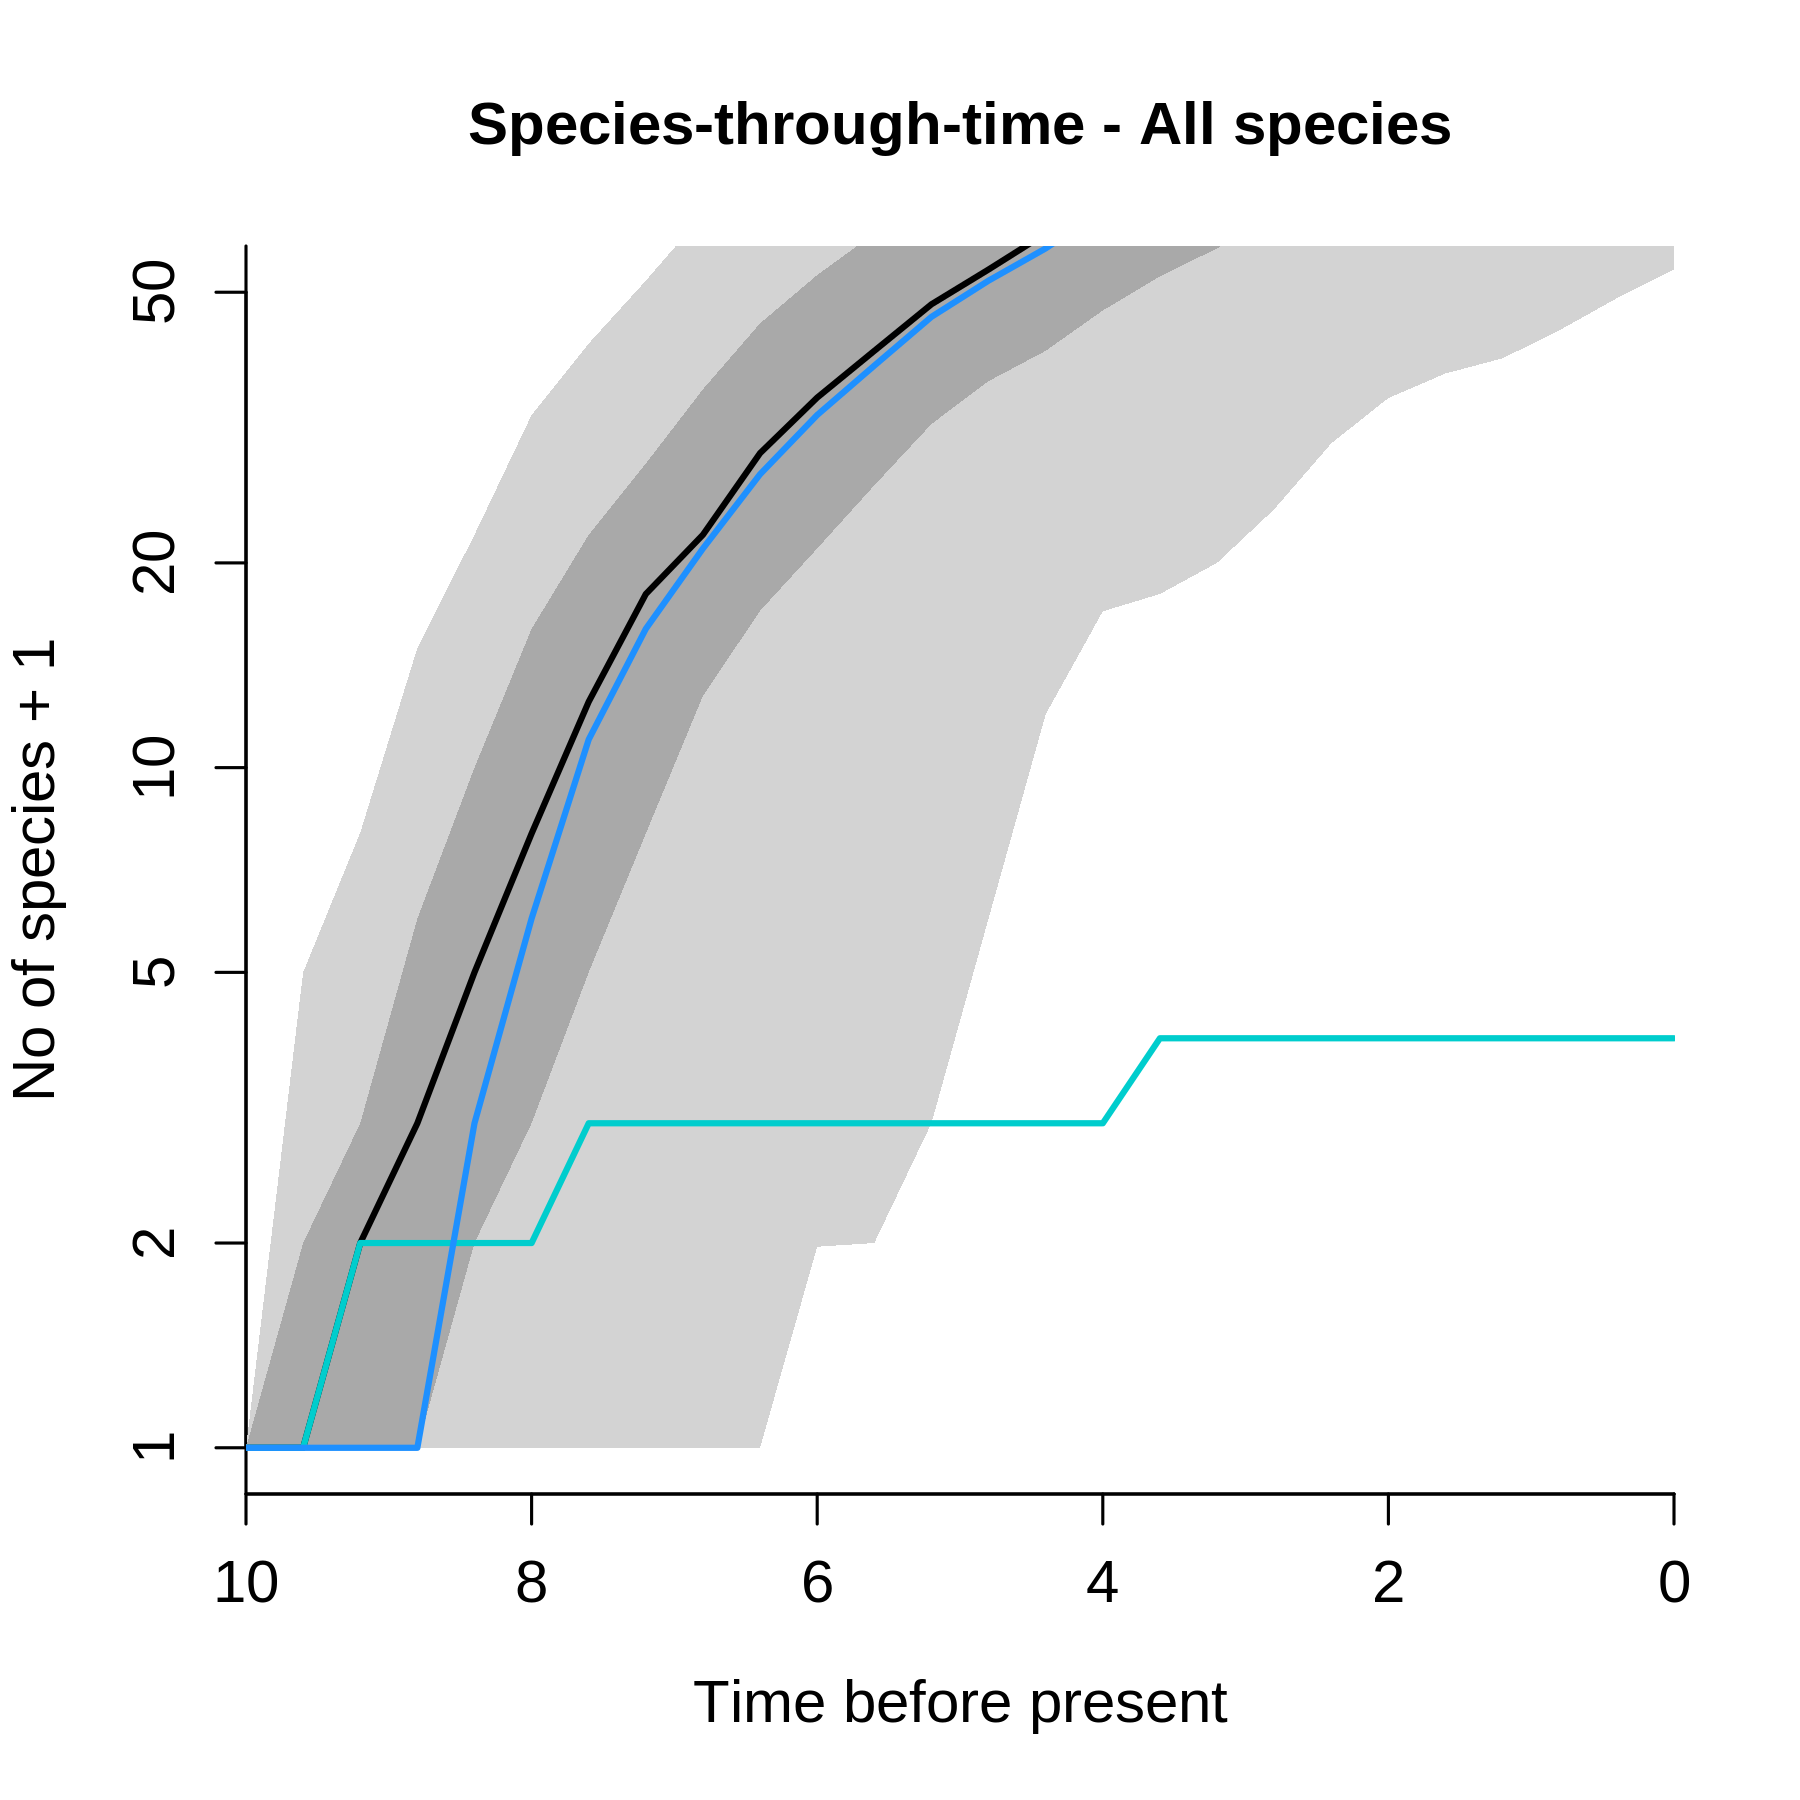 Species-through-time - All species
No of species + 1
50
20
10
5
2
1
10 8 6 4 2 0
Time before present